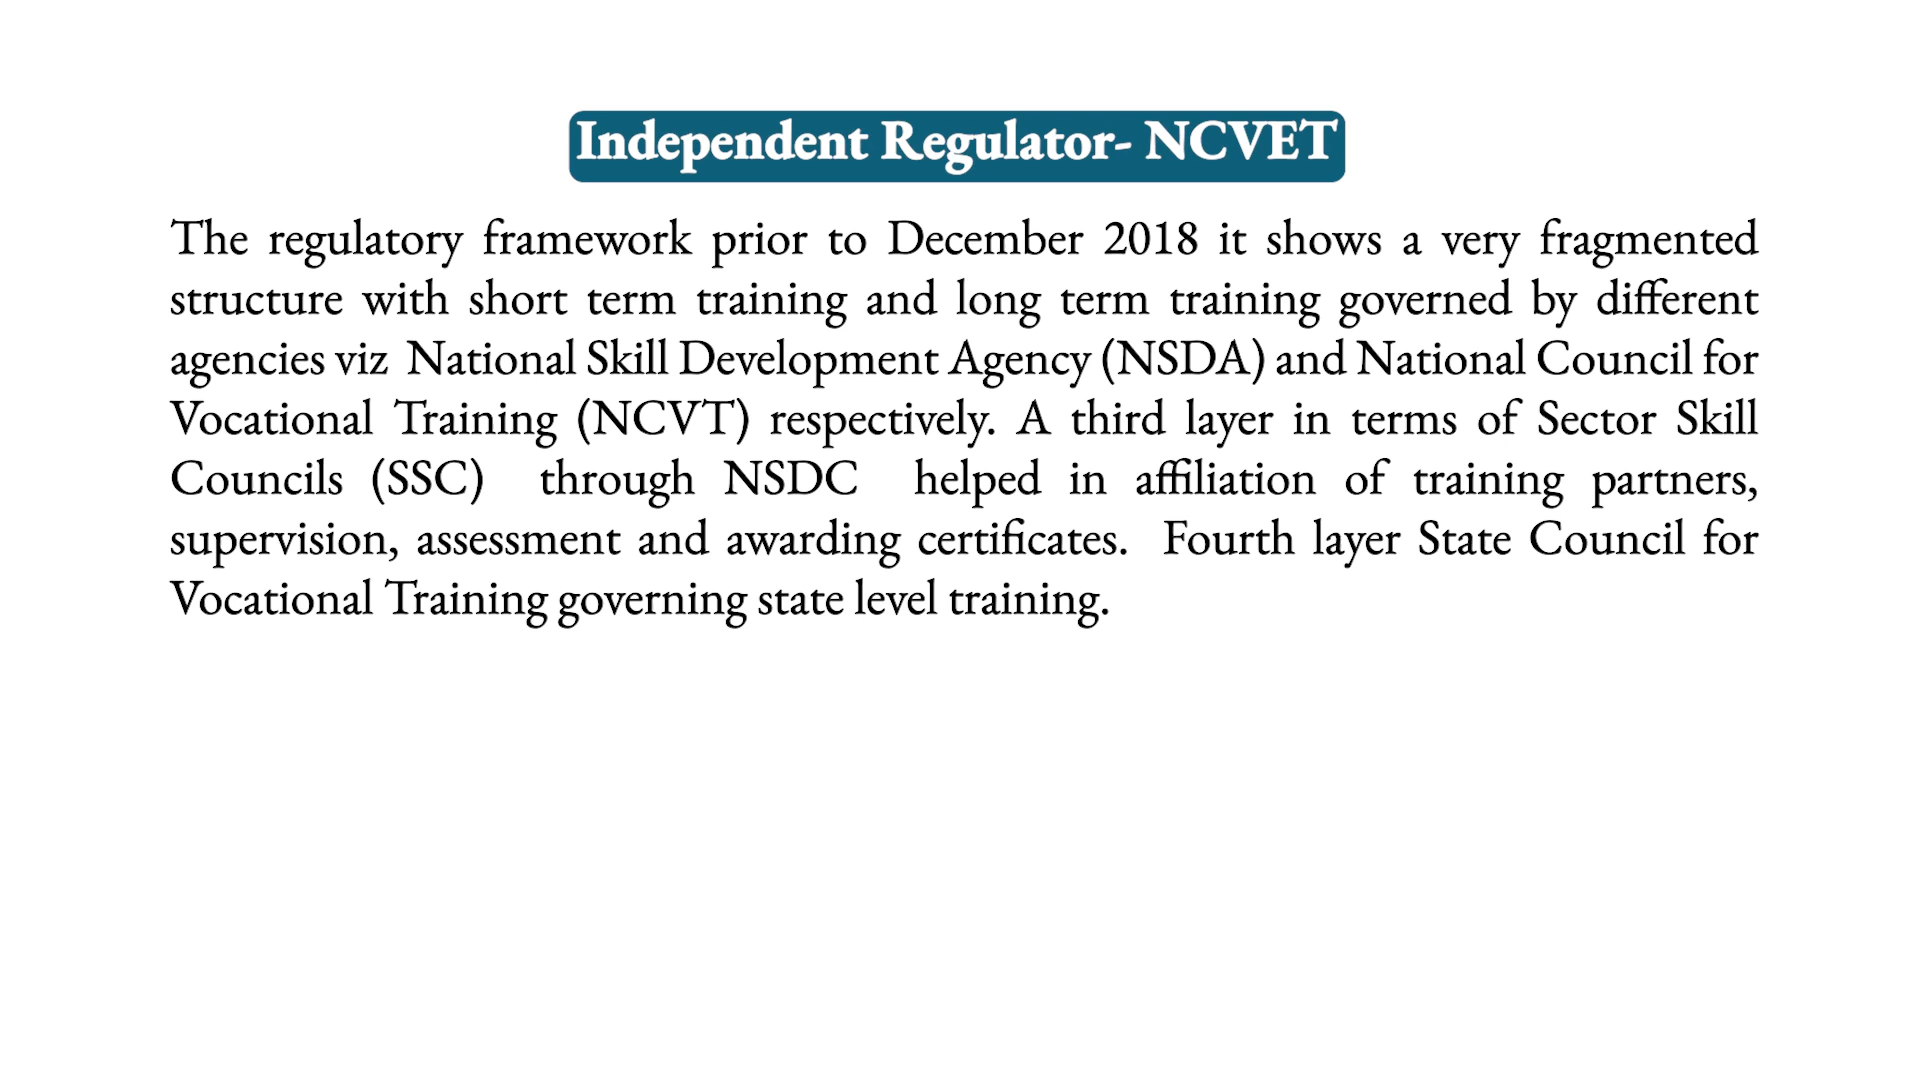 Independent Regulator- NCVET
The regulatory framework prior to December 2018 it shows a very fragmented
structure with short term training and long term training governed by different
agencies viz National Skill Development Agency (NSDA) and National Council for
Vocational Training (NCVT) respectively. A third layer in terms of Sector Skill
Councils (SSC) through NSDC helped in affiliation of training partners,
supervision, assessment and awarding certificates. Fourth layer State Council for
Vocational Training governing state level training.